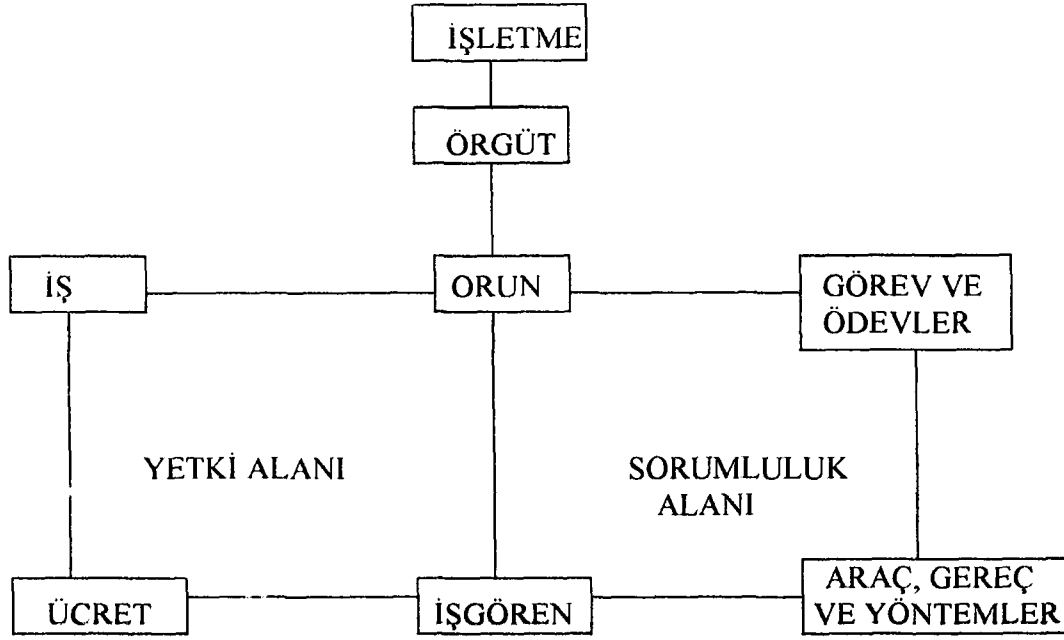 İŞLETME
ÖRGÜT
İŞ
ORUN
GÖREV VE
ÖDEVLER
YETKİ ALANI
SORUMLULUK
ALANI
ÜCRET
İŞGÖREN
ARAÇ, GEREÇ
VE YÖNTEMLER